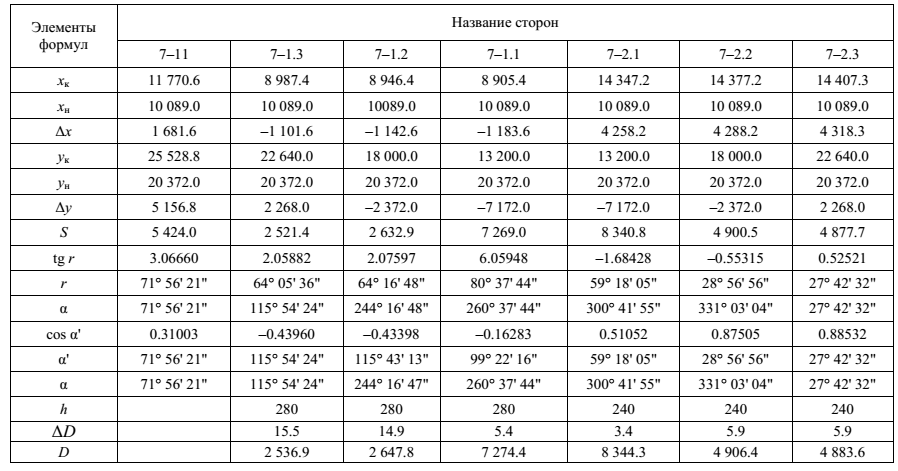 Элементы формул | Название сторон
7–11 | 7–1.3 | 7–1.2 | 7–1.1 | 7–2.1 | 7–2.2 | 7–2.3
xк | 11 770.6 | 8 987.4 | 8 946.4 | 8 905.4 | 14 347.2 | 14 377.2 | 14 407.3
xн | 10 089.0 | 10 089.0 | 10089.0 | 10 089.0 | 10 089.0 | 10 089.0 | 10 089.0
Δx | 1 681.6 | –1 101.6 | –1 142.6 | –1 183.6 | 4 258.2 | 4 288.2 | 4 318.3
yк | 25 528.8 | 22 640.0 | 18 000.0 | 13 200.0 | 13 200.0 | 18 000.0 | 22 640.0
yн | 20 372.0 | 20 372.0 | 20 372.0 | 20 372.0 | 20 372.0 | 20 372.0 | 20 372.0
Δy | 5 156.8 | 2 268.0 | –2 372.0 | –7 172.0 | –7 172.0 | –2 372.0 | 2 268.0
S | 5 424.0 | 2 521.4 | 2 632.9 | 7 269.0 | 8 340.8 | 4 900.5 | 4 877.7
tg r | 3.06660 | 2.05882 | 2.07597 | 6.05948 | –1.68428 | –0.55315 | 0.52521
r | 71° 56' 21" | 64° 05' 36" | 64° 16' 48" | 80° 37' 44" | 59° 18' 05" | 28° 56' 56" | 27° 42' 32"
α | 71° 56' 21" | 115° 54' 24" | 244° 16' 48" | 260° 37' 44" | 300° 41' 55" | 331° 03' 04" | 27° 42' 32"
cos α' | 0.31003 | –0.43960 | –0.43398 | –0.16283 | 0.51052 | 0.87505 | 0.88532
α' | 71° 56' 21" | 115° 54' 24" | 115° 43' 13" | 99° 22' 16" | 59° 18' 05" | 28° 56' 56" | 27° 42' 32"
α | 71° 56' 21" | 115° 54' 24" | 244° 16' 47" | 260° 37' 44" | 300° 41' 55" | 331° 03' 04" | 27° 42' 32"
h | 280 | 280 | 280 | 240 | 240 | 240
ΔD | 15.5 | 14.9 | 5.4 | 3.4 | 5.9 | 5.9
D | 2 536.9 | 2 647.8 | 7 274.4 | 8 344.3 | 4 906.4 | 4 883.6